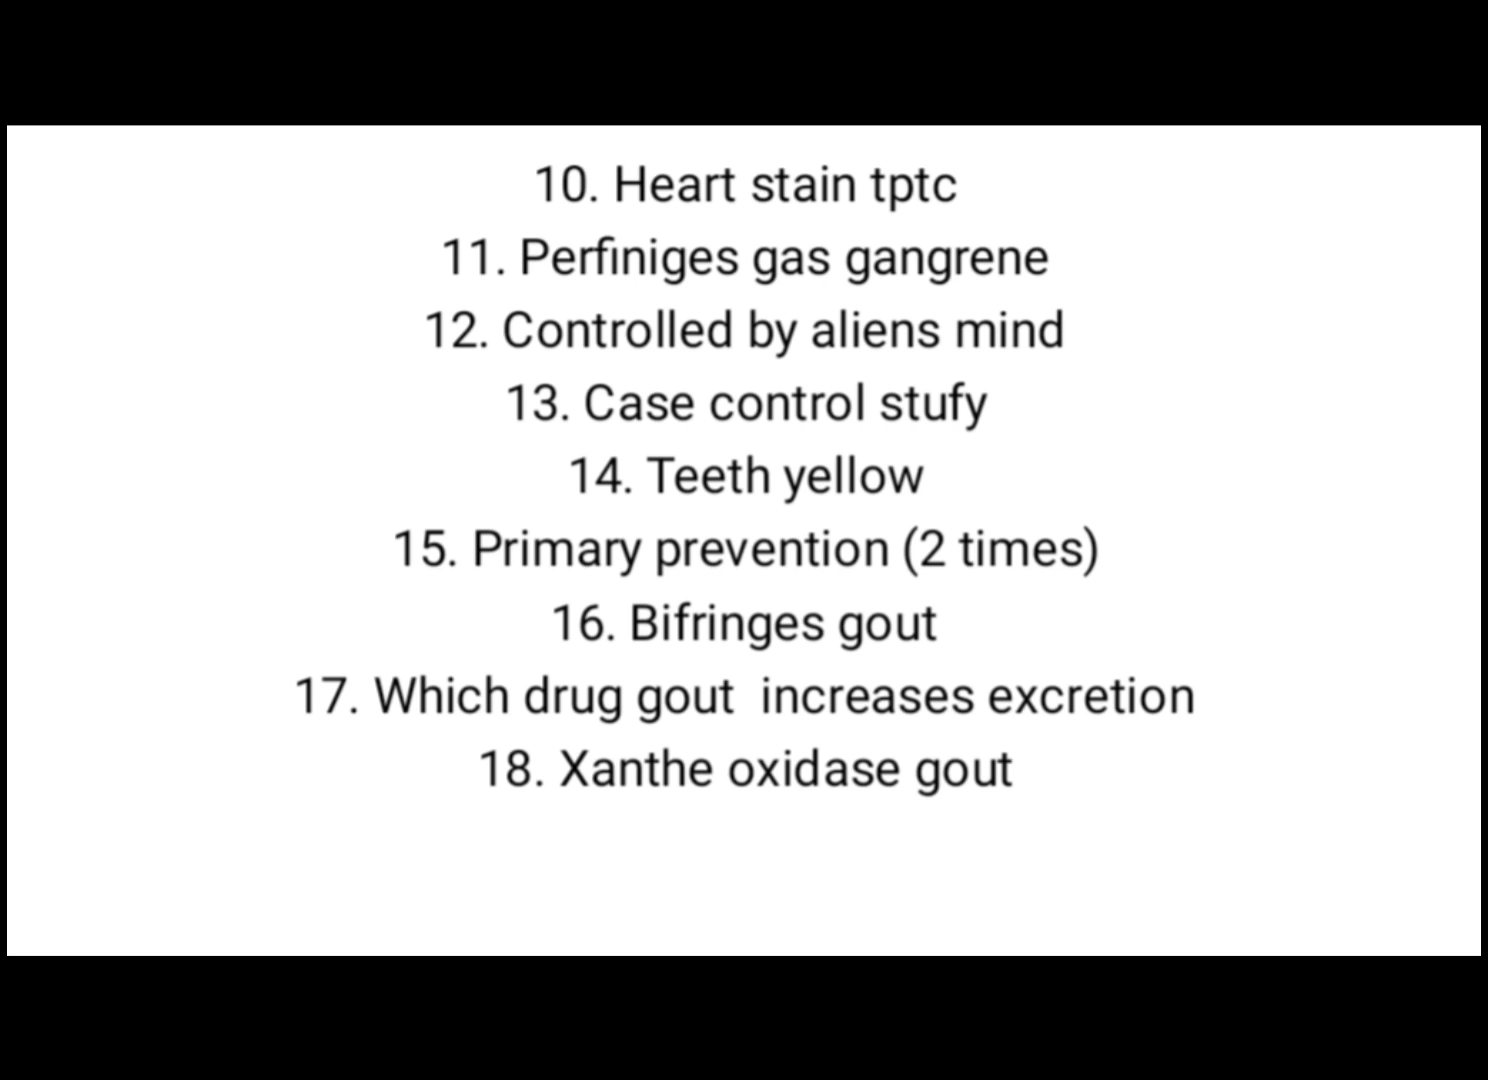 10. Heart stain tptc
11. Perfiniges gas gangrene
12. Controlled by aliens mind
13. Case control stufy
14. Teeth yellow
15. Primary prevention (2 times)
16. Bifringes gout
17. Which drug gout  increases excretion
18. Xanthe oxidase gout